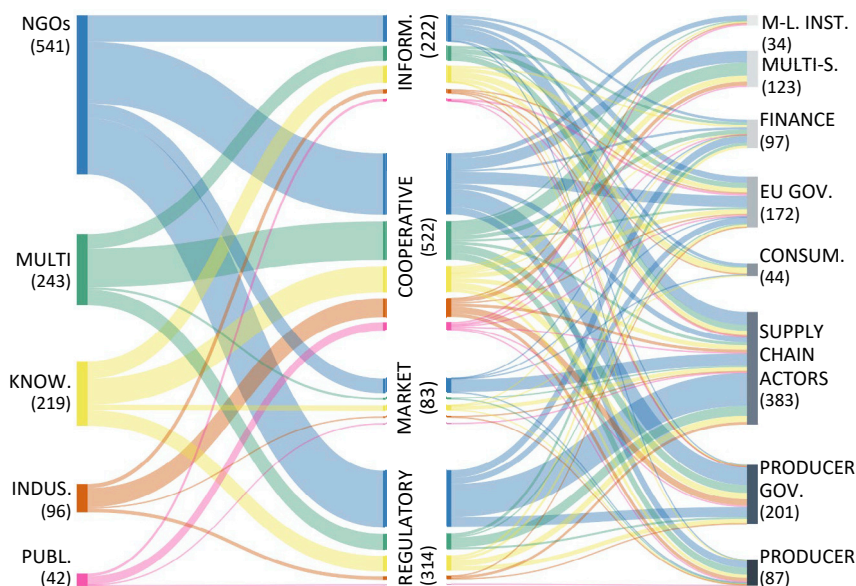 NGOs
(541)
MULTI
(243)
KNOW.
(219)
INDUS.
(96)
PUBL.
(42)
INFORM.
(222)
COOPERATIVE
(522)
MARKET
(83)
REGULATORY
(314)
M-L. INST.
(34)
MULTI-S.
(123)
FINANCE
(97)
EU GOV.
(172)
CONSUM.
(44)
SUPPLY
CHAIN
ACTORS
(383)
PRODUCER
GOV.
(201)
PRODUCER
(87)